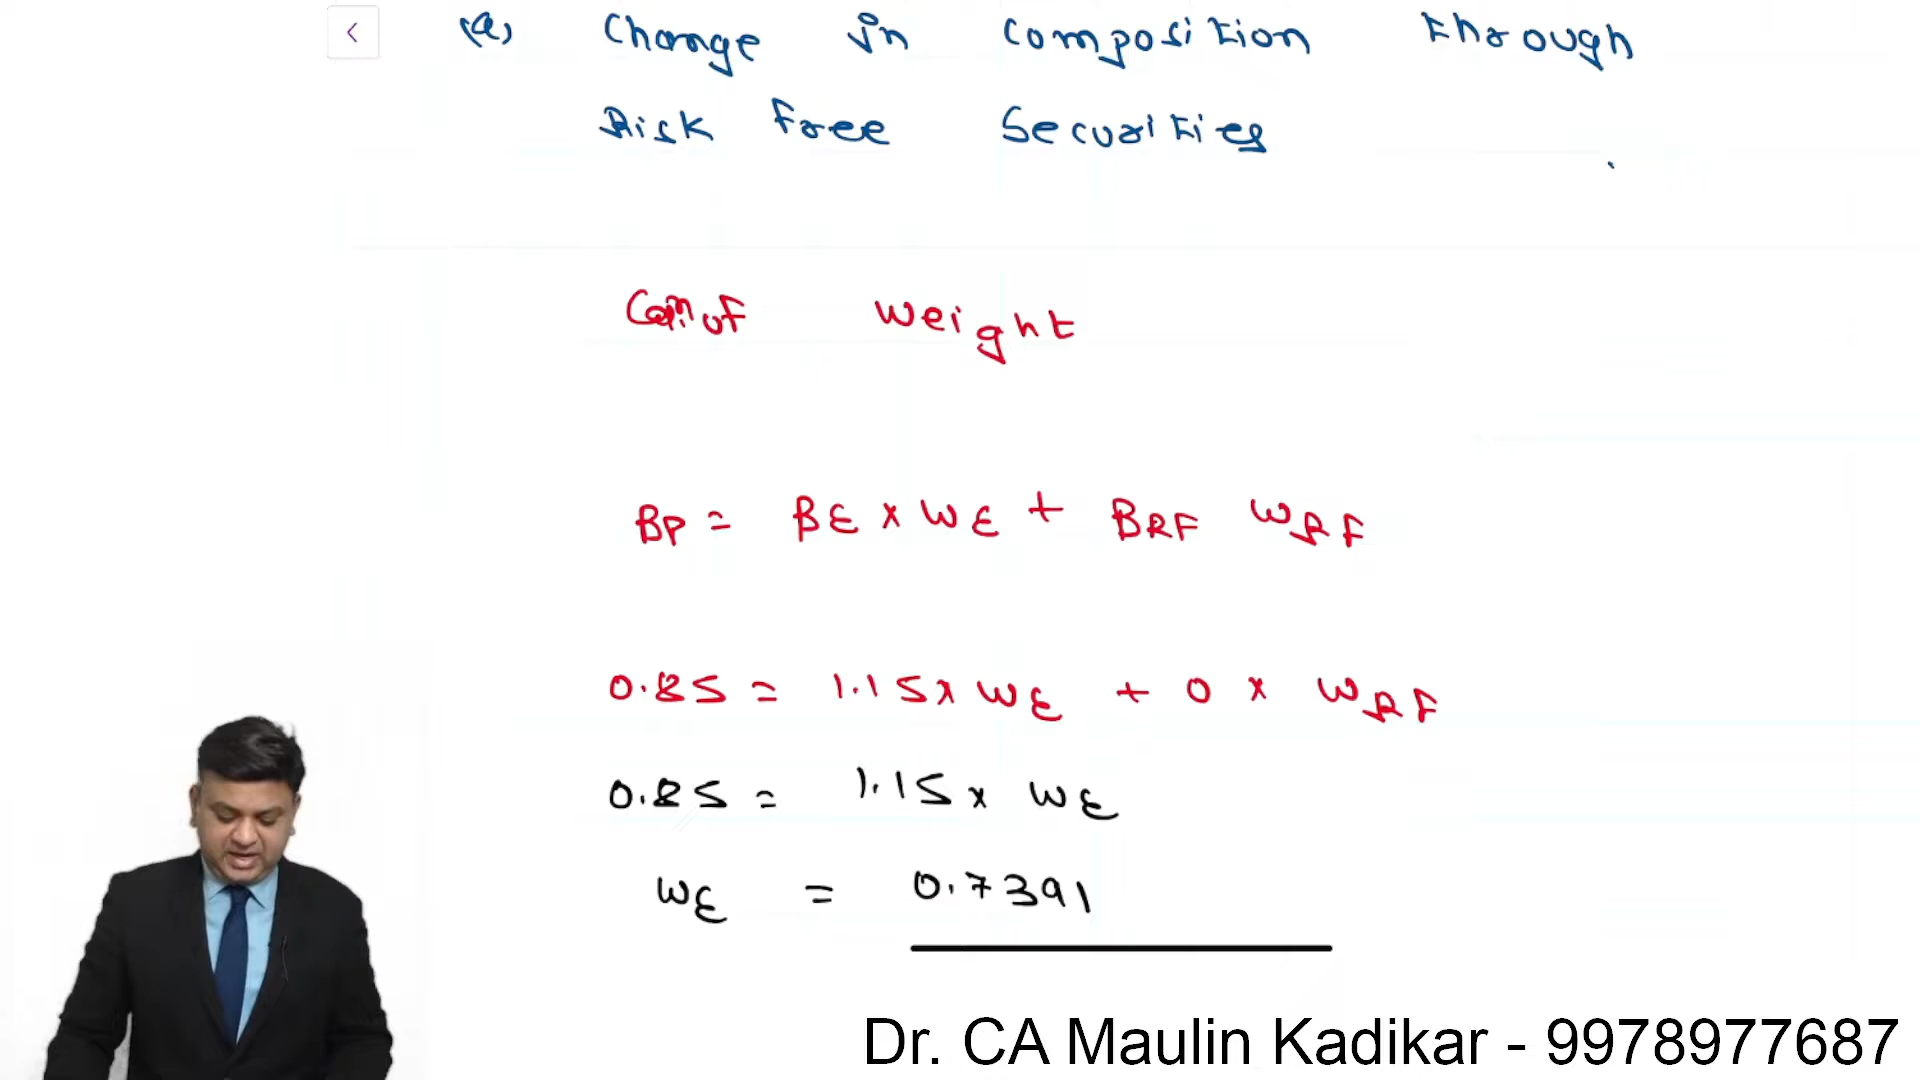 (a) Change in composition through
Risk free Securities
Calⁿ of weight
βP = βE × WE + βRF WRF
0.85 = 1.15 × WE + 0 × WRF
0.85 = 1.15 × WE
WE = 0.7391
Dr. CA Maulin Kadikar - 9978977687